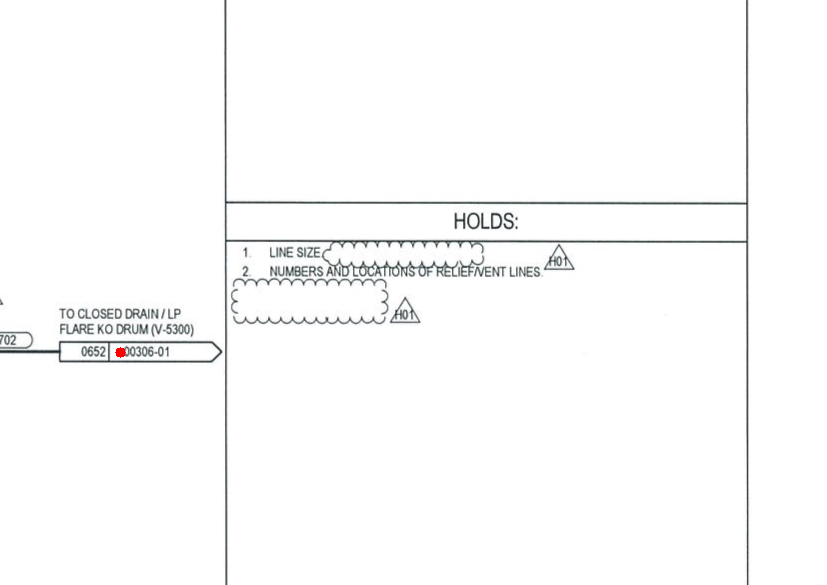 HOLDS:
1. LINE SIZE.
H01
2. NUMBERS AND LOCATIONS OF RELIEF/VENT LINES.
H01
TO CLOSED DRAIN / LP
FLARE KO DRUM (V-5300)
702
0652 00306-01